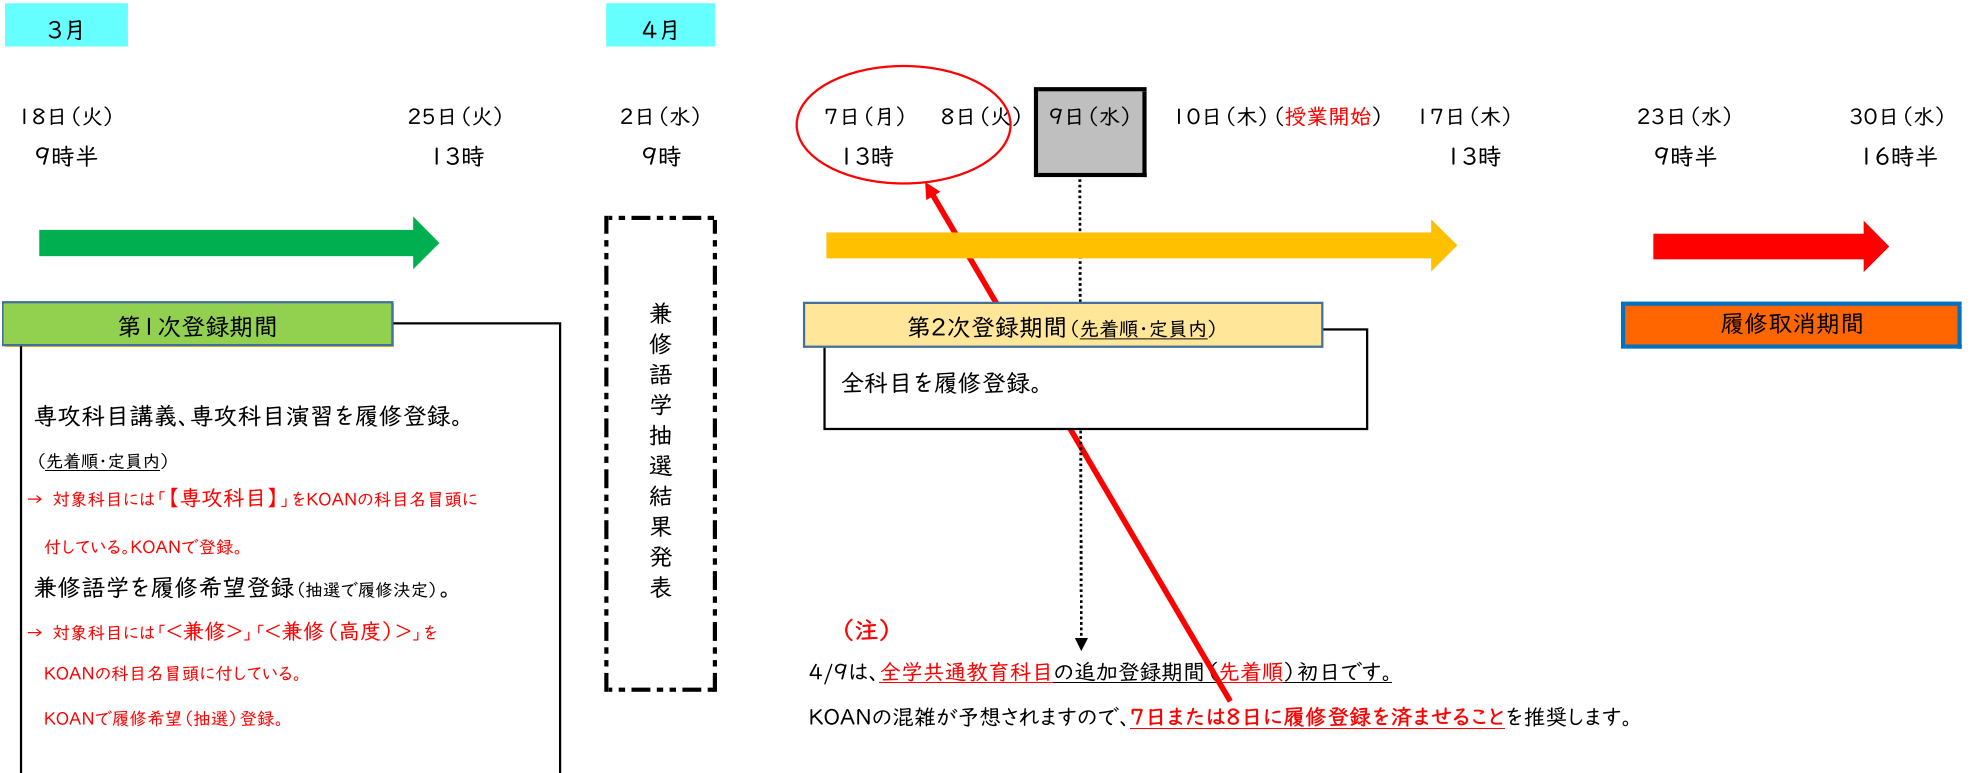 3月
4月
18日（火）
25日（火）
2日（水）
7日（月）
8日（火）
9日（水）
10日（木）（授業開始）
17日（木）
23日（水）
30日（水）
9時半
13時
9時
13時
13時
9時半
16時半
第1次登録期間
専攻科目講義、専攻科目演習を履修登録。
（先着順・定員内）
→ 対象科目には「【専攻科目】」をKOANの科目名冒頭に
付している。KOANで登録。
兼修語学を履修希望登録（抽選で履修決定）。
→ 対象科目には「<兼修>」「<兼修（高度）>」を
KOANの科目名冒頭に付している。
KOANで履修希望（抽選）登録。
兼修語学抽選結果発表
第2次登録期間（先着順・定員内）
全科目を履修登録。
履修取消期間
（注）
4/9は、全学共通教育科目の追加登録期間（先着順）初日です。
KOANの混雑が予想されますので、7日または8日に履修登録を済ませることを推奨します。